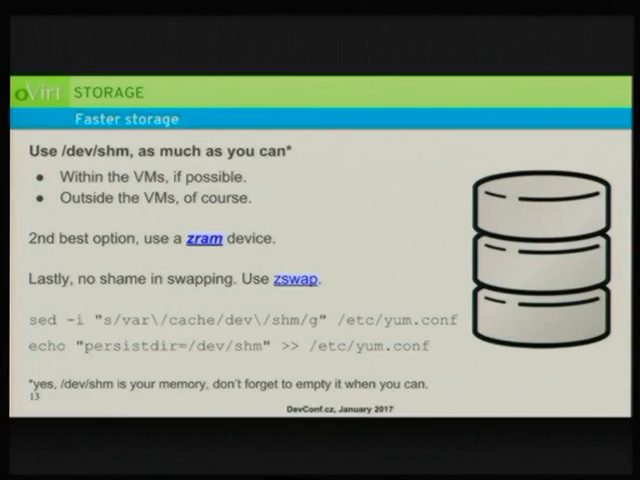 oVirt STORAGE
Faster storage
Use /dev/shm, as much as you can*
● Within the VMs, if possible.
● Outside the VMs, of course.
2nd best option, use a zram device.
Lastly, no shame in swapping. Use zswap.
sed -i "s/var\/cache/dev\/shm/g" /etc/yum.conf
echo "persistdir=/dev/shm" >> /etc/yum.conf
*yes, /dev/shm is your memory, don't forget to empty it when you can.
13
DevConf.cz, January 2017